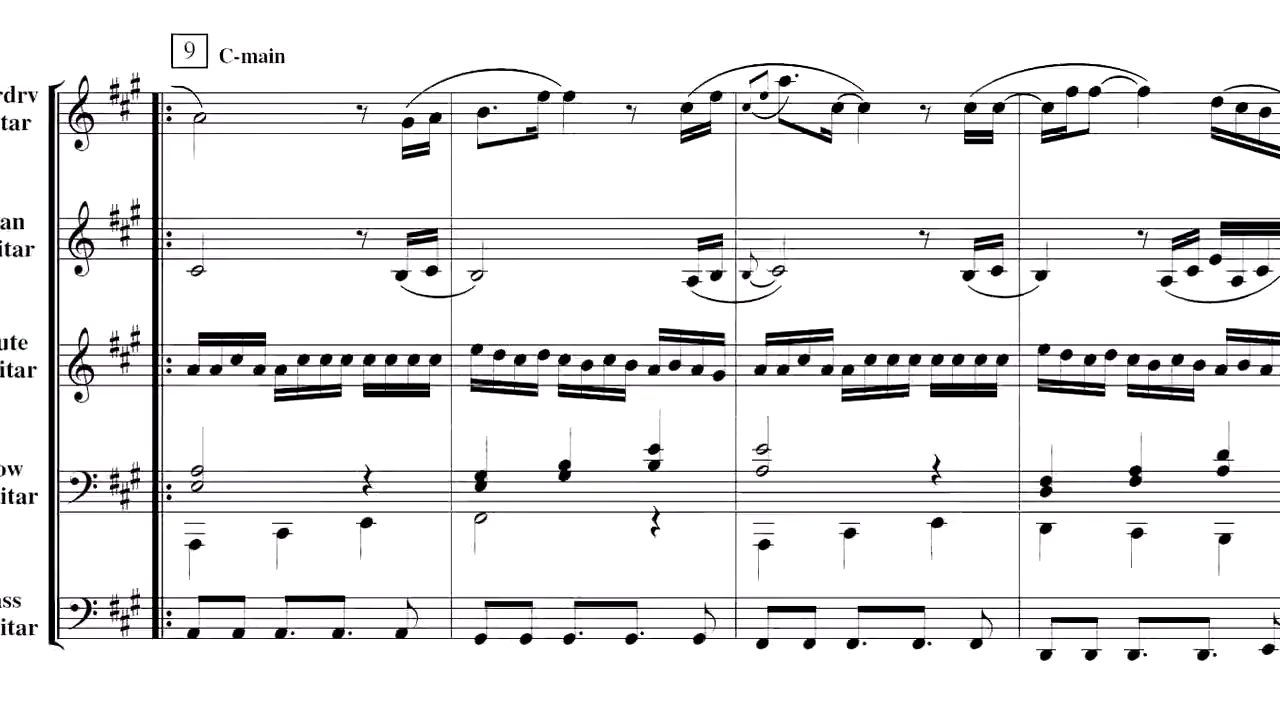 9 C-main
rdrv
tar
an
itar
ute
itar
ow
itar
ass
itar